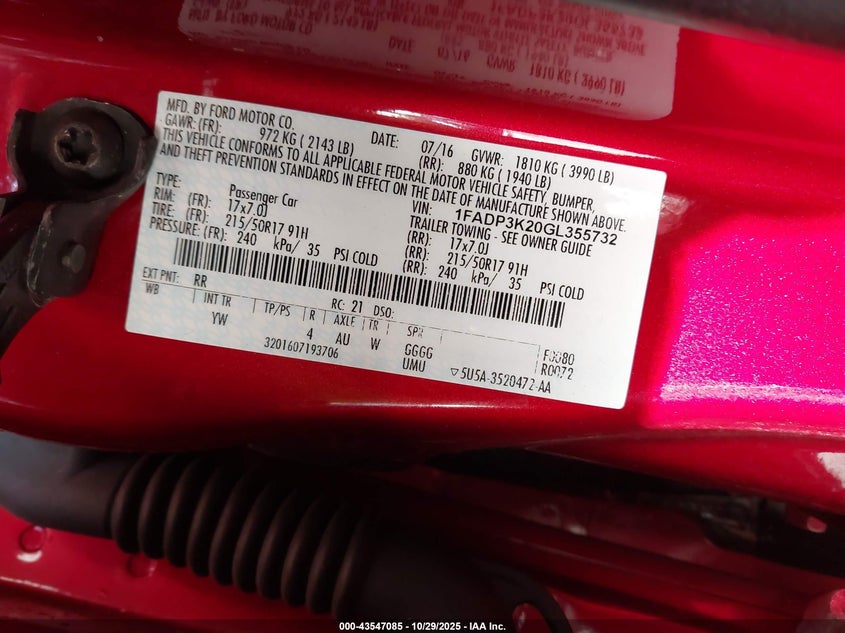 MFD. BY FORD MOTOR CO.
DATE: 07/16 GVWR: 1810 KG ( 3990 LB)
GAWR: (FR): 972 KG ( 2143 LB) (RR): 880 KG ( 1940 LB)
THIS VEHICLE CONFORMS TO ALL APPLICABLE FEDERAL MOTOR VEHICLE SAFETY, BUMPER,
AND THEFT PREVENTION STANDARDS IN EFFECT ON THE DATE OF MANUFACTURE SHOWN ABOVE.
VIN: 1FADP3K20GL355732
TYPE: Passenger Car TRAILER TOWING - SEE OWNER GUIDE
RIM: (FR): 17x7.0J (RR): 17x7.0J
TIRE: (FR): 215/50R17 91H (RR): 215/50R17 91H
PRESSURE: (FR): 240 kPa/ 35 PSI COLD (RR): 240 kPa/ 35 PSI COLD
EXT PNT: RR RC: 21 DSO:
WB INT TR TP/PS R AXLE TR SPR
YW 4 AU W GGGG F0080
UMU R0072
3201607193706 ▽5U5A-3520472-AA
000-43547085 | 10/29/2025 - IAA Inc.